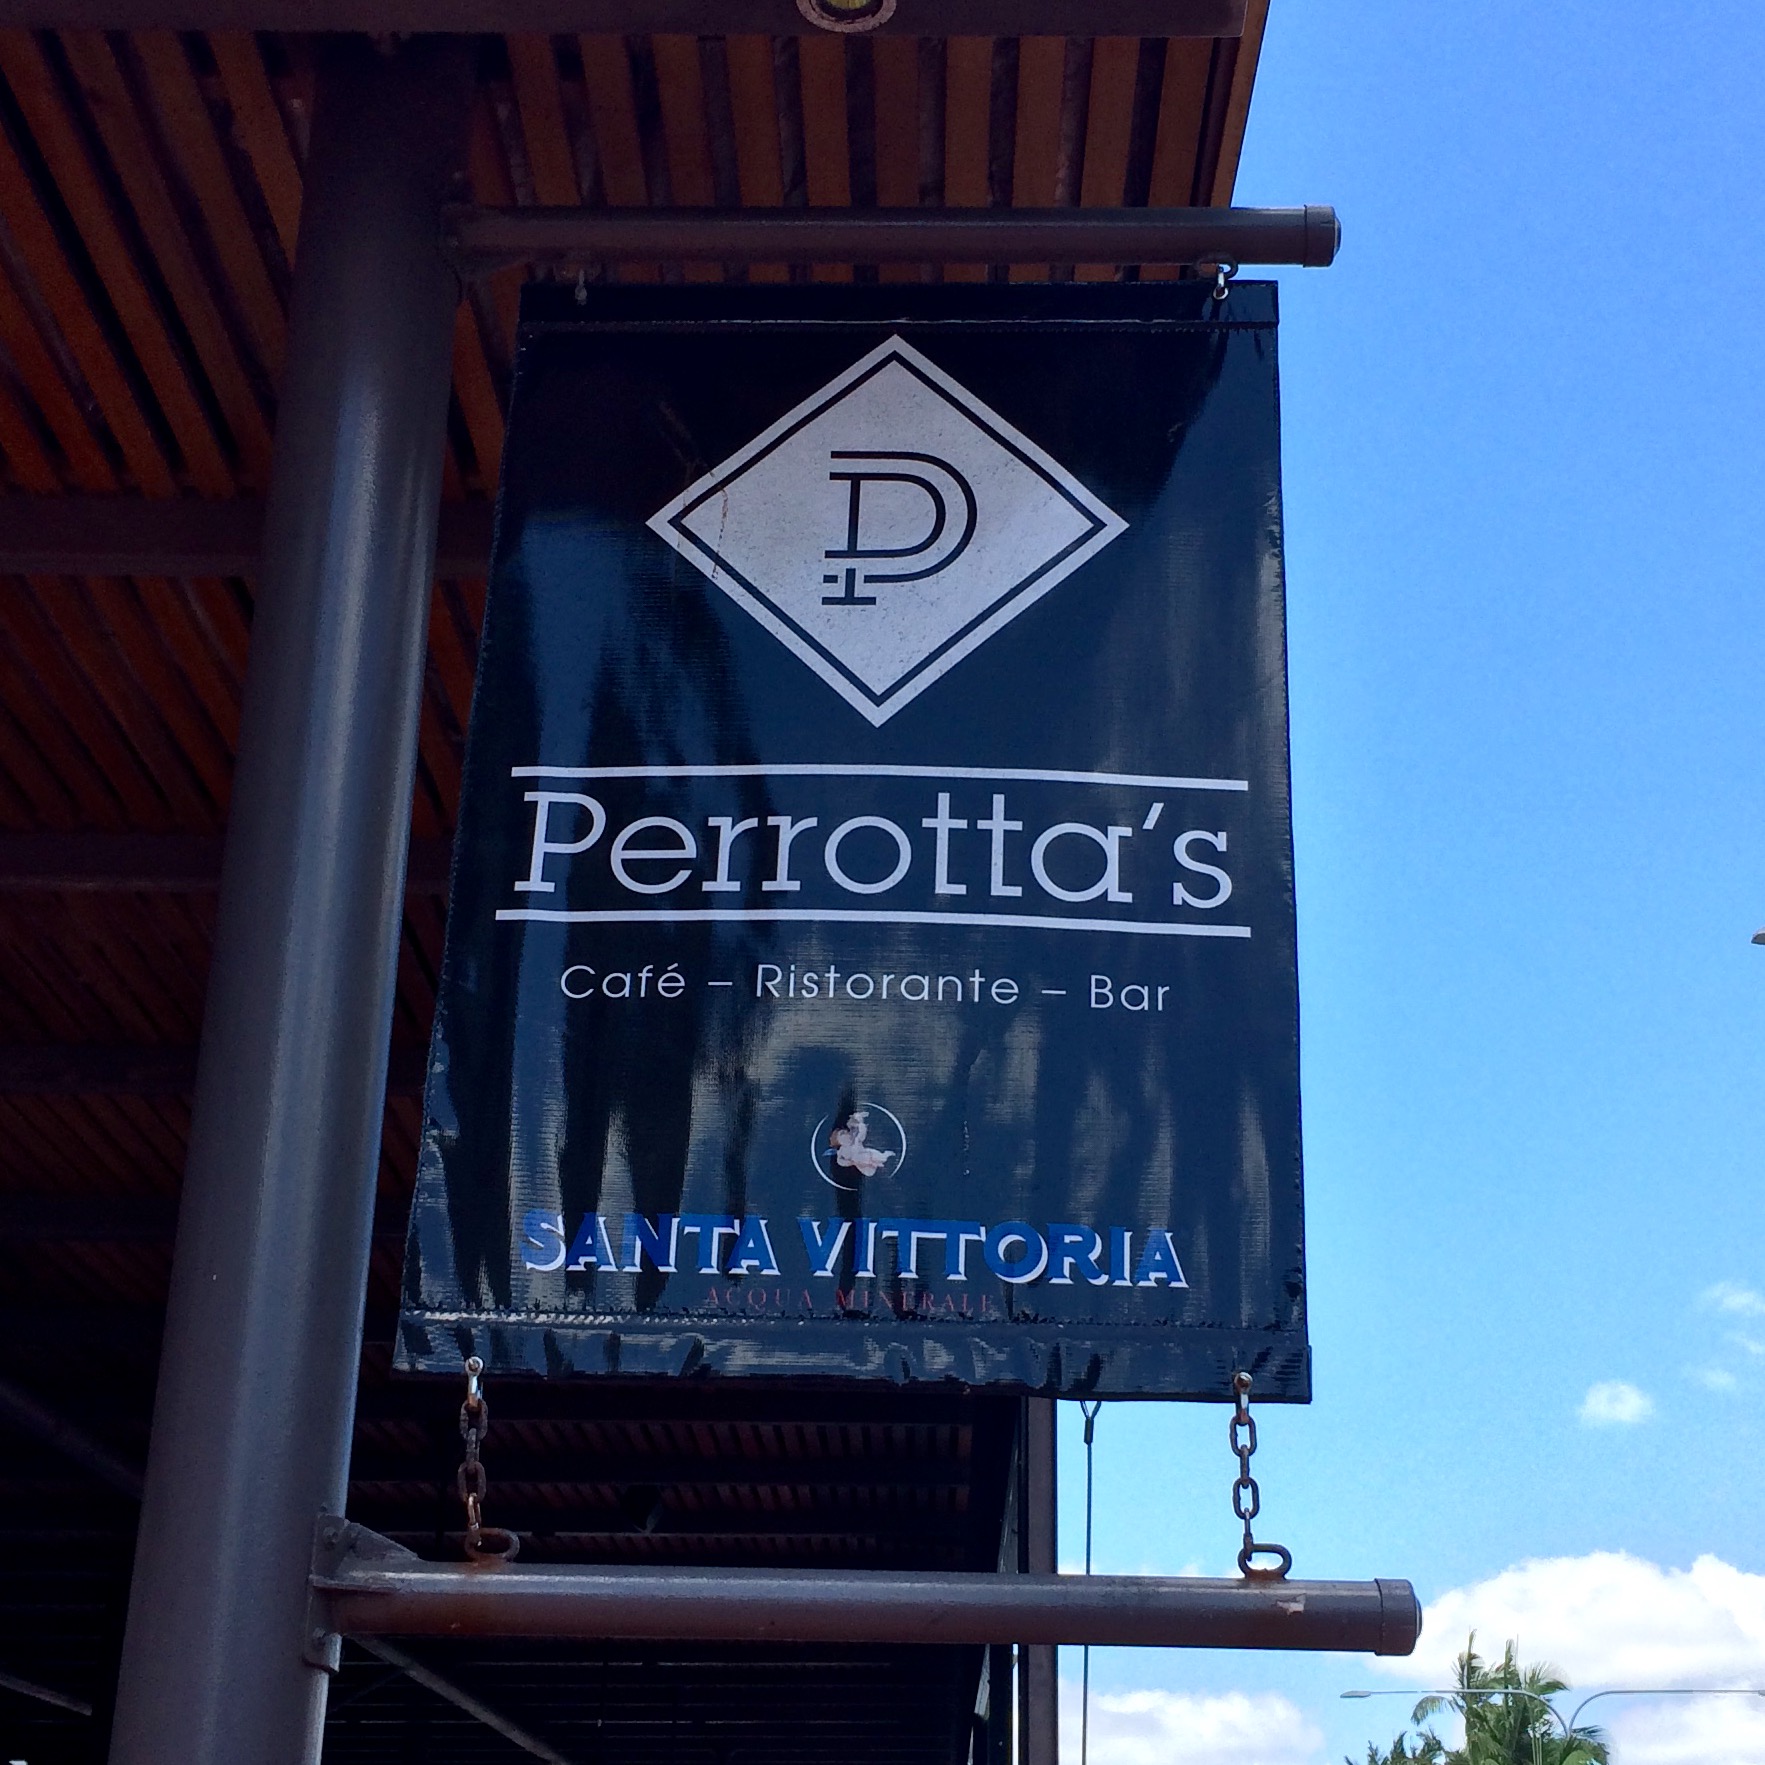 P
Perrotta's
Café – Ristorante – Bar
SANTA VITTORIA
ACQUA MINERALE